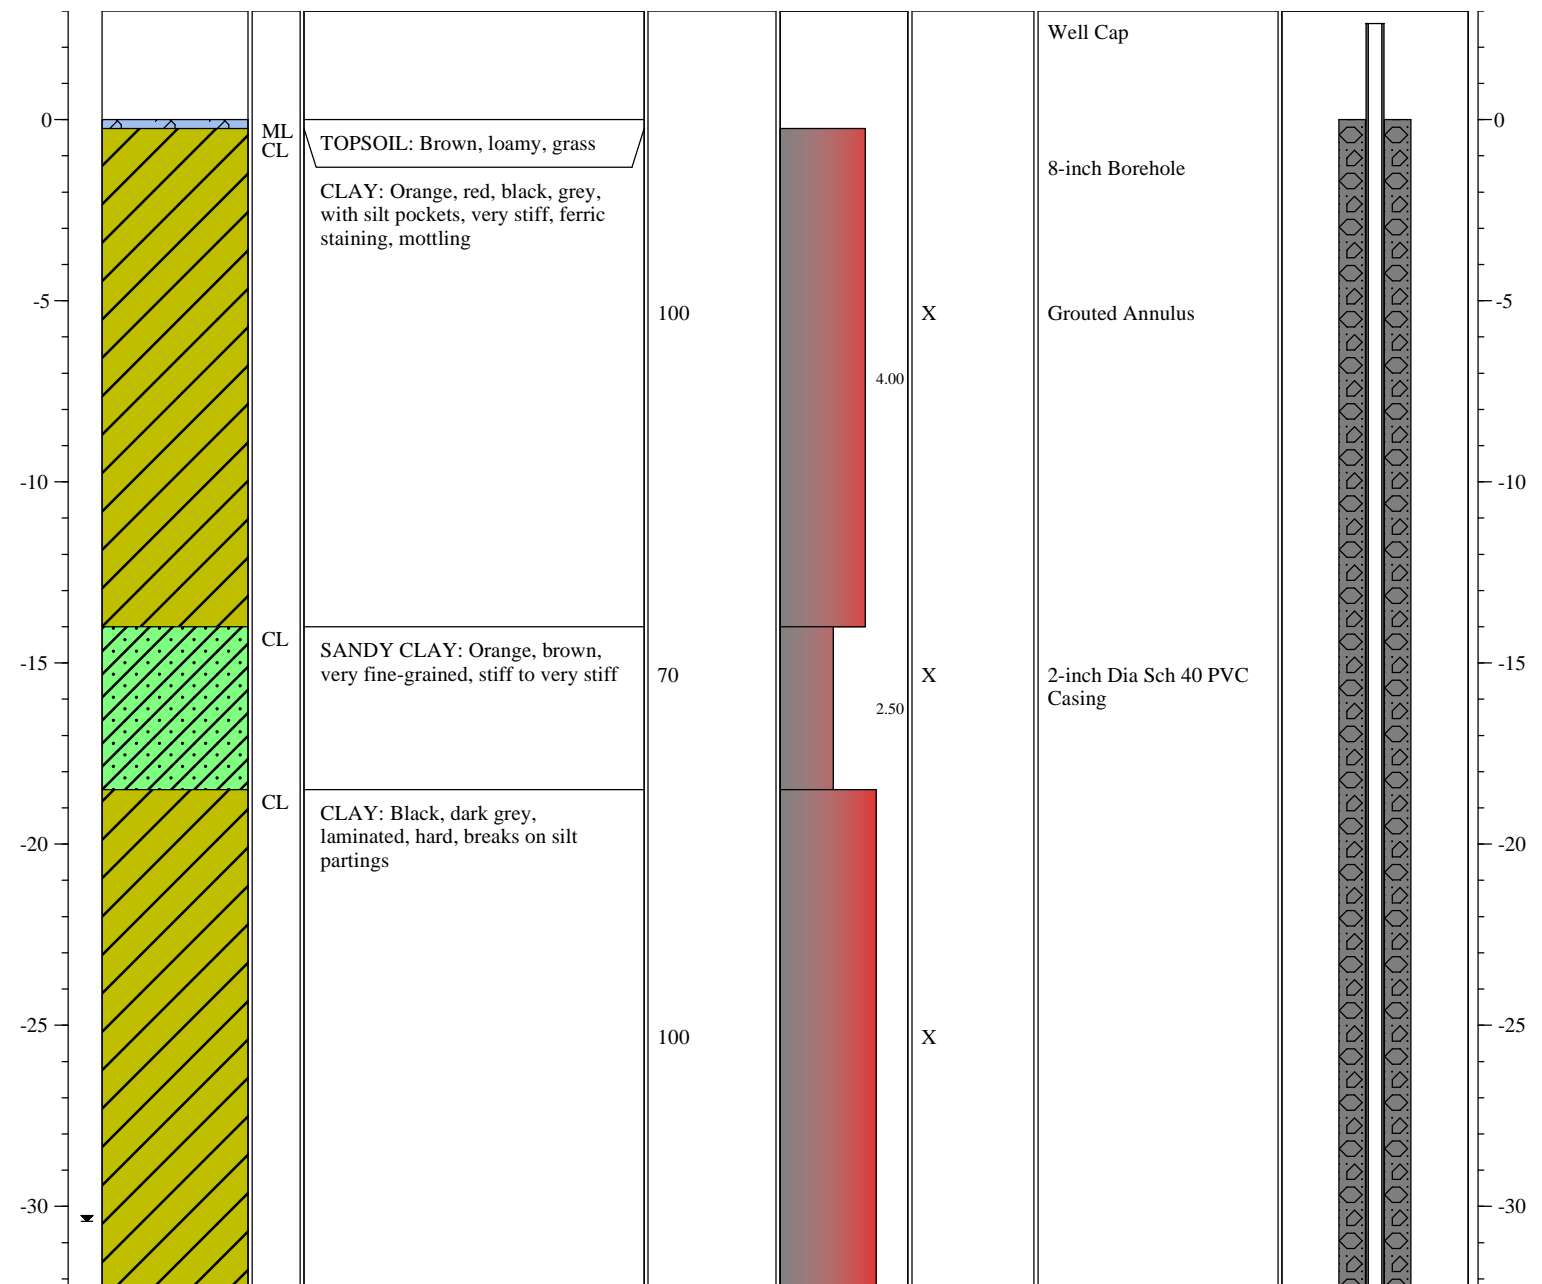 Well Cap
0
ML
CL
TOPSOIL: Brown, loamy, grass
0
8-inch Borehole
CLAY: Orange, red, black, grey,
with silt pockets, very stiff, ferric
staining, mottling
-5
100
X
Grouted Annulus
-5
4.00
-10
-10
CL
SANDY CLAY: Orange, brown,
very fine-grained, stiff to very stiff
-15
70
X
2-inch Dia Sch 40 PVC
Casing
-15
2.50
CL
CLAY: Black, dark grey,
laminated, hard, breaks on silt
partings
-20
-20
-25
100
X
-25
-30
-30